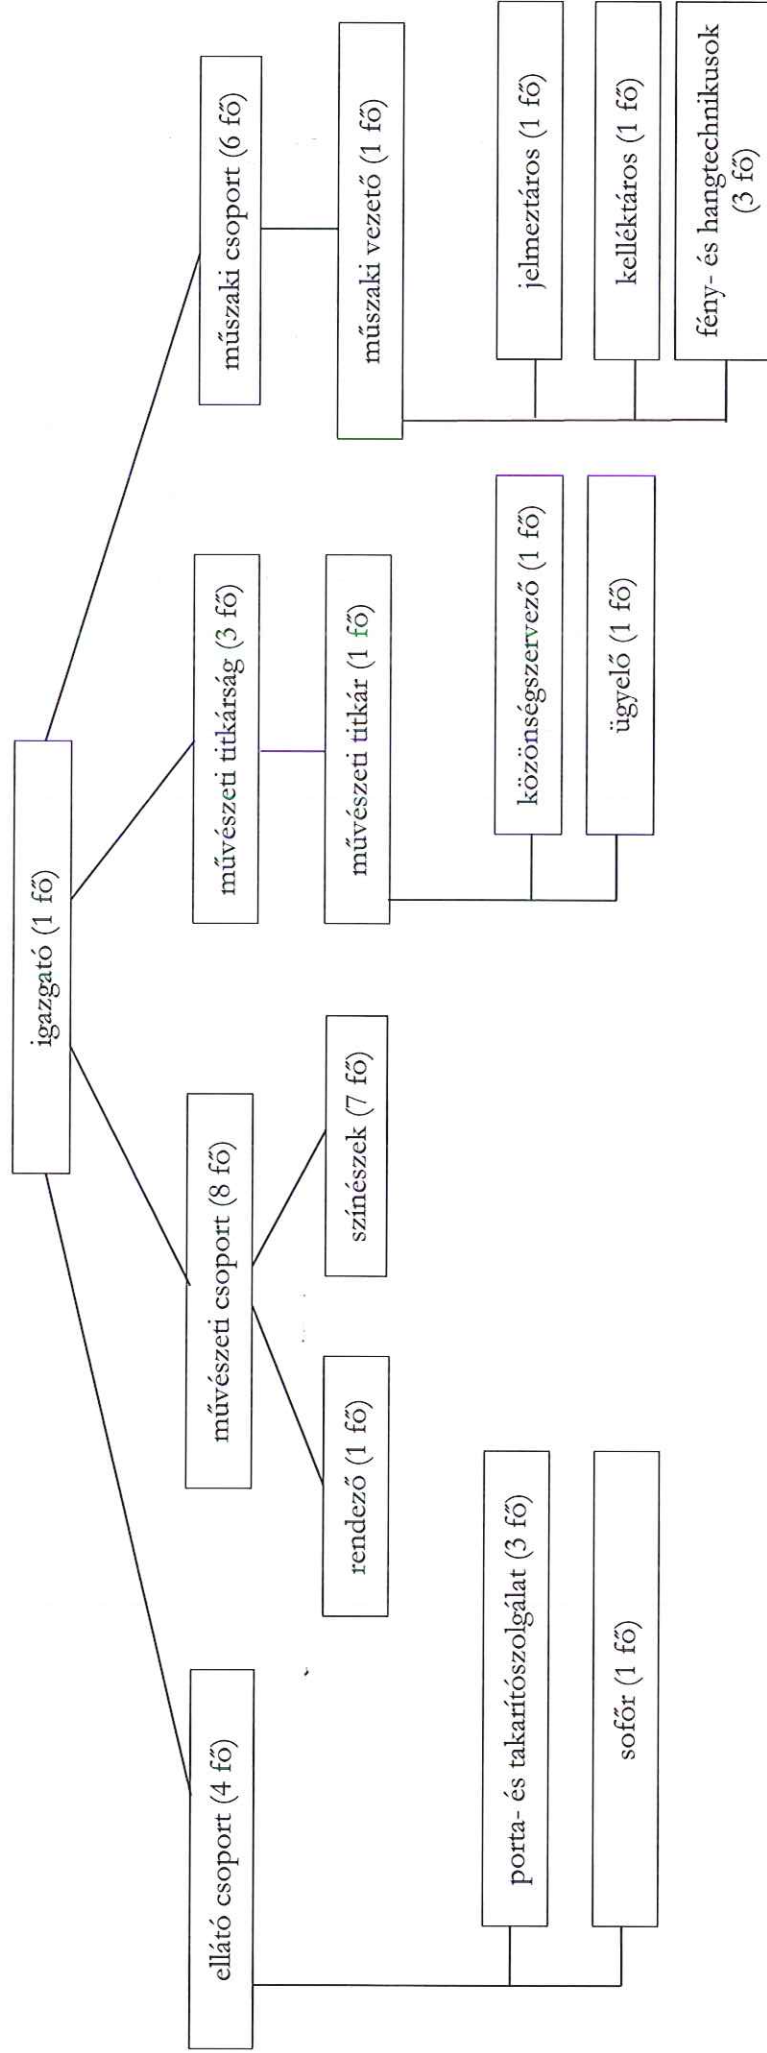 igazgató (1 fő)
ellátó csoport (4 fő)
művészeti csoport (8 fő)
művészeti titkárság (3 fő)
műszaki csoport (6 fő)
rendező (1 fő)
színészek (7 fő)
művészeti titkár (1 fő)
műszaki vezető (1 fő)
porta- és takarítószolgálat (3 fő)
sofőr (1 fő)
közönségszervező (1 fő)
ügyelő (1 fő)
jelmeztáros (1 fő)
kelléktáros (1 fő)
fény- és hangtechnikusok
(3 fő)